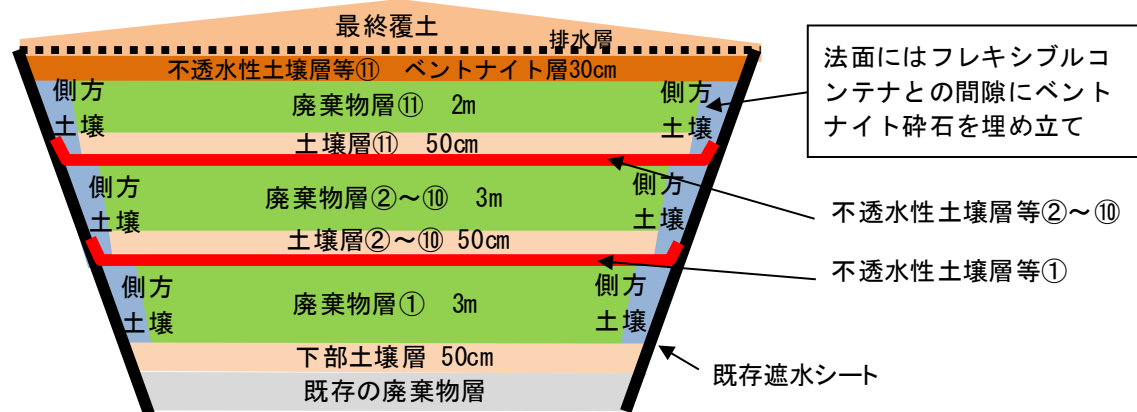 最終覆土
排水層
不透水性土壌層等⑪ ベントナイト層30cm
側方
土壌
廃棄物層⑪ 2m
側方
土壌
土壌層⑪ 50cm
側方
土壌
廃棄物層②～⑩ 3m
側方
土壌
土壌層②～⑩ 50cm
側方
土壌
廃棄物層① 3m
側方
土壌
下部土壌層 50cm
既存の廃棄物層
法面にはフレキシブルコ
ンテナとの間隙にベント
ナイト砕石を埋め立て
不透水性土壌層等②～⑩
不透水性土壌層等①
既存遮水シート